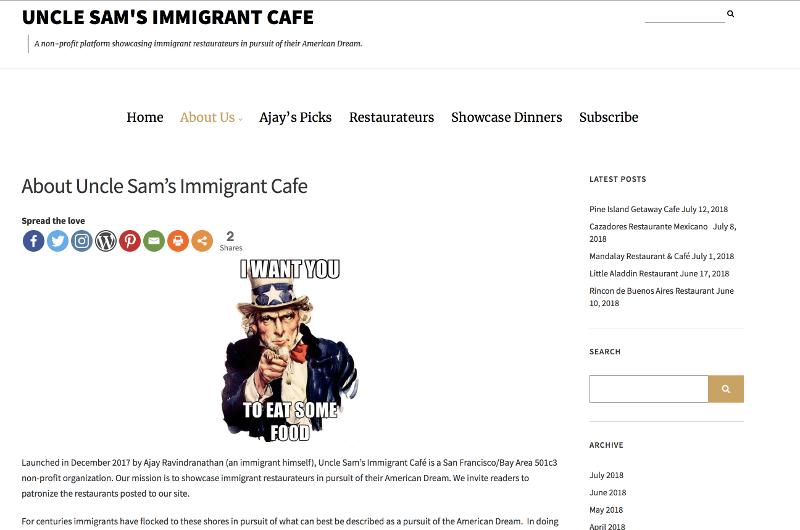 UNCLE SAM'S IMMIGRANT CAFE
A non-profit platform showcasing immigrant restaurateurs in pursuit of their American Dream.
Home About Us Ajay's Picks Restaurateurs Showcase Dinners Subscribe
About Uncle Sam's Immigrant Cafe
Spread the love
2
Shares
I WANT YOU
TO EAT SOME
FOOD
Launched in December 2017 by Ajay Ravindranathan (an immigrant himself), Uncle Sam's Immigrant Café is a San Francisco/Bay Area 501c3
non-profit organization. Our mission is to showcase immigrant restaurateurs in pursuit of their American Dream. We invite readers to
patronize the restaurants posted to our site.
For centuries immigrants have flocked to these shores in pursuit of what can best be described as a pursuit of the American Dream. In doing
LATEST POSTS
Pine Island Getaway Cafe July 12, 2018
Cazadores Restaurante Mexicano July 8,
2018
Mandalay Restaurant & Café July 1, 2018
Little Aladdin Restaurant June 17, 2018
Rincon de Buenos Aires Restaurant June
10, 2018
SEARCH
ARCHIVE
July 2018
June 2018
May 2018
April 2018